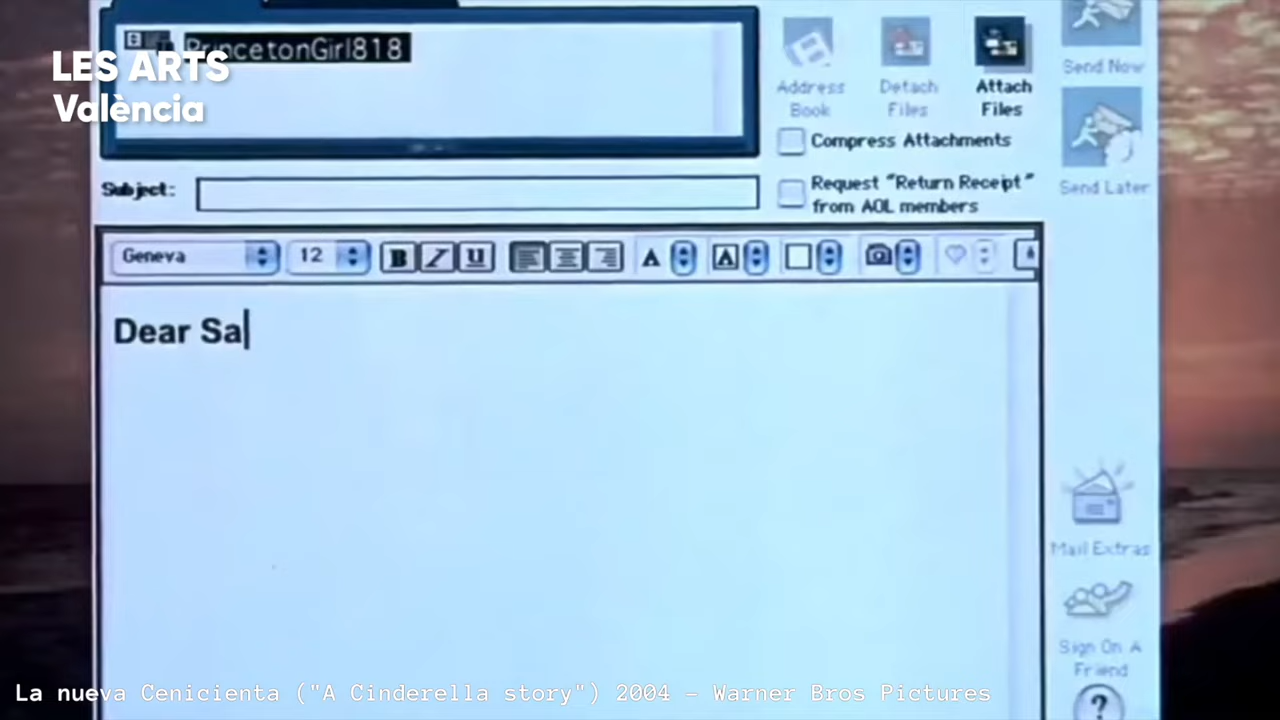 LES ARTS
València
PrincetonGirl818
Address
Book
Detach
Files
Attach
Files
Send Now
Compress Attachments
Send Later
Subject:
Request "Return Receipt"
from AOL members
Geneva
12
B I U
A
A
Dear Sa
Mail Extras
Sign On A
Friend
?
La nueva Cenicienta ("A Cinderella story") 2004 - Warner Bros Pictures